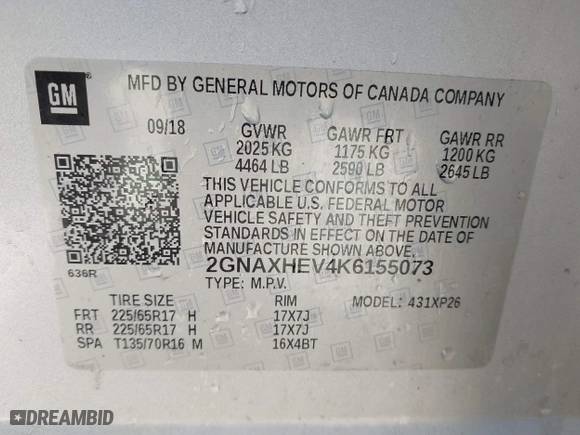 GM
MFD BY GENERAL MOTORS OF CANADA COMPANY
09/18 GVWR GAWR FRT GAWR RR
2025 KG 1175 KG 1200 KG
4464 LB 2590 LB 2645 LB
THIS VEHICLE CONFORMS TO ALL
APPLICABLE U.S. FEDERAL MOTOR
VEHICLE SAFETY AND THEFT PREVENTION
STANDARDS IN EFFECT ON THE DATE
OF MANUFACTURE SHOWN ABOVE.
636R 2GNAXHEV4K6155073
TYPE: M.P.V.
TIRE SIZE RIM MODEL: 431XP26
FRT 225/65R17 H 17X7J
RR 225/65R17 H 17X7J
SPA T135/70R16 M 16X4BT
DREAMBID